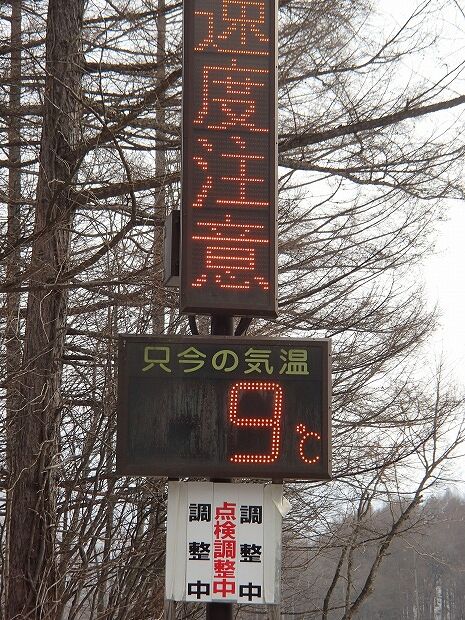 速度注意
只今の気温
9℃
調整中
点検調整中
調整中